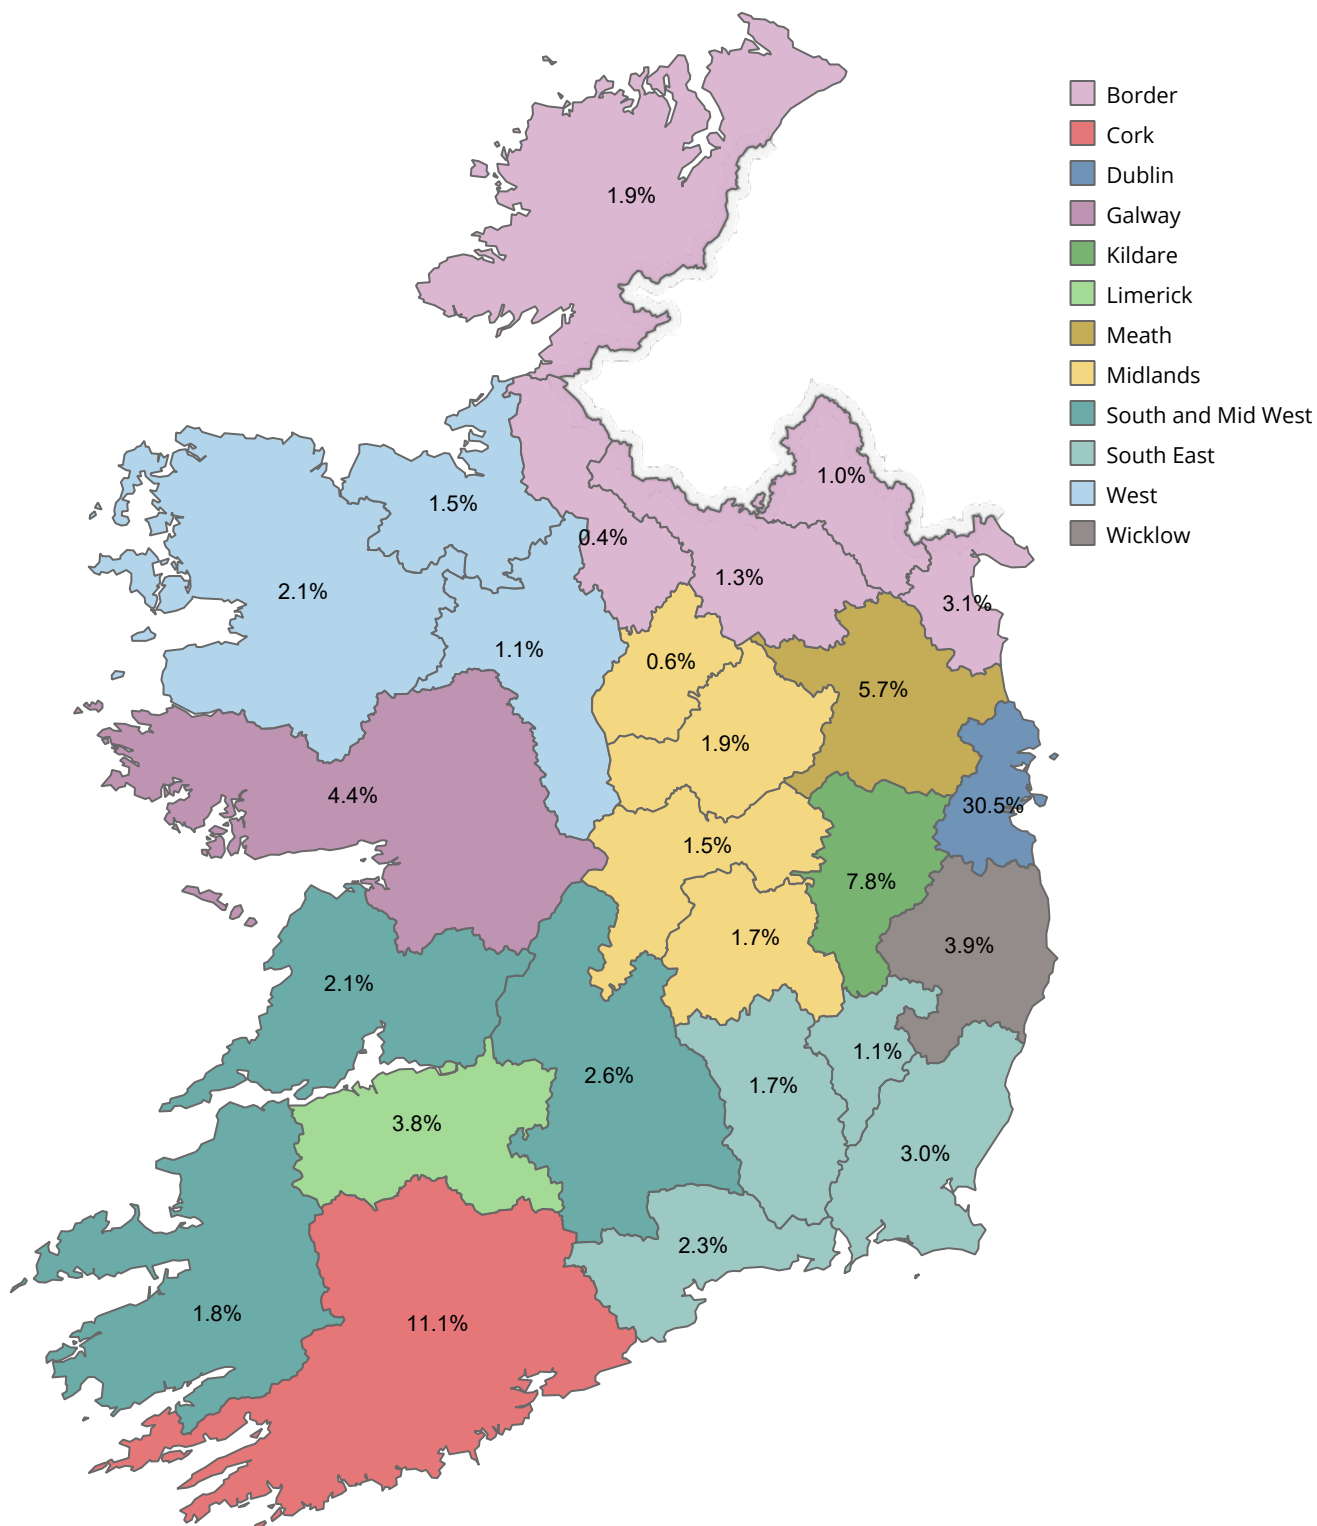 Border
Cork
Dublin
Galway
Kildare
Limerick
Meath
Midlands
South and Mid West
South East
West
Wicklow
1.9%
1.0%
1.5%
0.4%
1.3%
2.1%
3.1%
1.1%
0.6%
5.7%
1.9%
4.4%
30.5%
1.5%
7.8%
1.7%
3.9%
2.1%
1.1%
2.6%
1.7%
3.8%
3.0%
2.3%
1.8%
11.1%